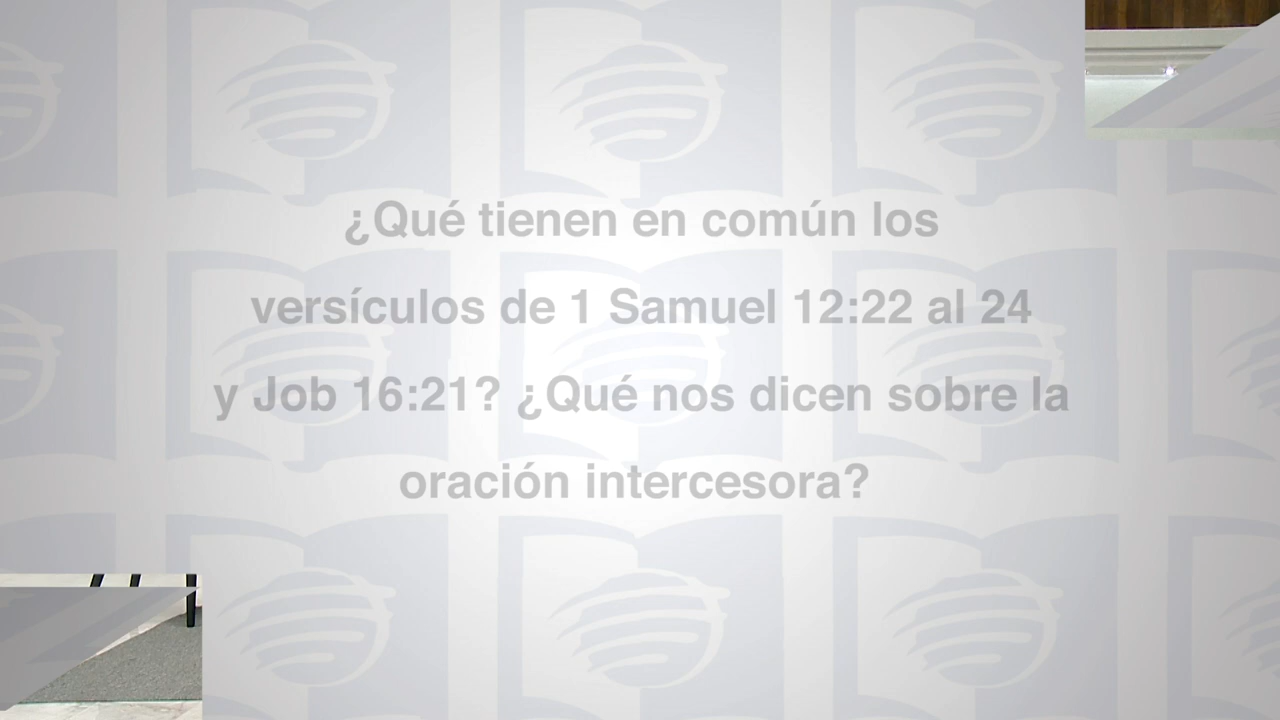 ¿Qué tienen en común los
versículos de 1 Samuel 12:22 al 24
y Job 16:21? ¿Qué nos dicen sobre la
oración intercesora?